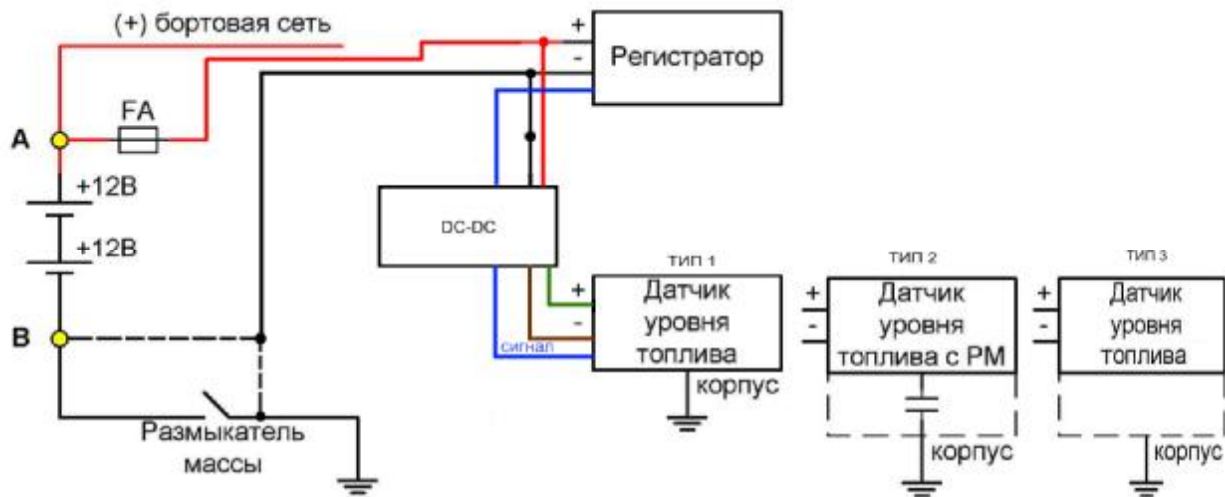 (+) бортовая сеть
+
-
Регистратор
FA
A
+12В
+12В
DC-DC
B
Размыкатель
массы
ТИП 1
+
-
сигнал
Датчик
уровня
топлива
корпус
ТИП 2
+
-
Датчик
уровня
топлива с РМ
корпус
ТИП 3
+
-
Датчик
уровня
топлива
корпус